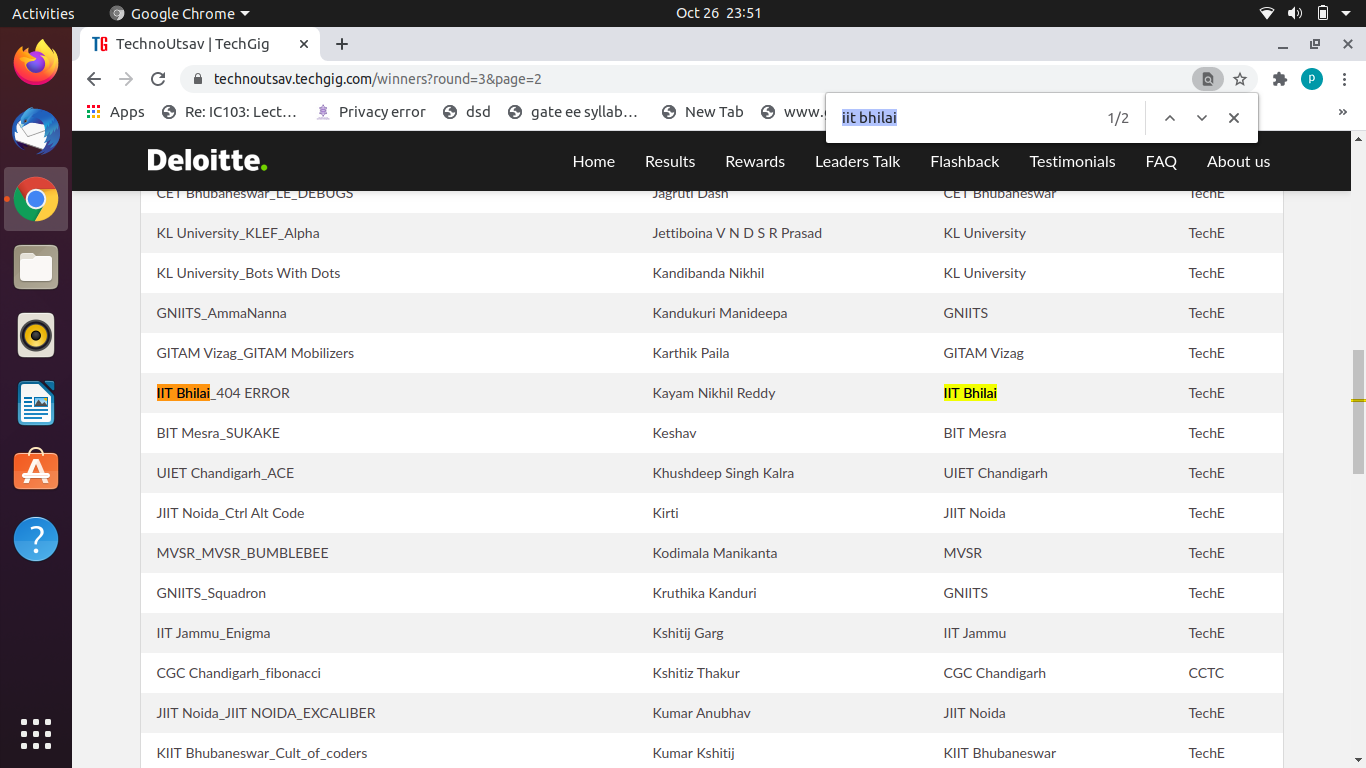 Activities Google Chrome Oct 26 23:51
TG TechnoUtsav | TechGig
technoutsav.techgig.com/winners?round=3&page=2 p
Apps Re: IC103: Lect… Privacy error dsd gate ee syllab… New Tab www. »
iit bhilai 1/2
Deloitte. Home Results Rewards Leaders Talk Flashback Testimonials FAQ About us
CET Bhubaneswar_LE_DEBUGS Jagruti Dash CET Bhubaneswar TechE
KL University_KLEF_Alpha Jettiboina V N D S R Prasad KL University TechE
KL University_Bots With Dots Kandibanda Nikhil KL University TechE
GNIITS_AmmaNanna Kandukuri Manideepa GNIITS TechE
GITAM Vizag_GITAM Mobilizers Karthik Paila GITAM Vizag TechE
IIT Bhilai_404 ERROR Kayam Nikhil Reddy IIT Bhilai TechE
BIT Mesra_SUKAKE Keshav BIT Mesra TechE
UIET Chandigarh_ACE Khushdeep Singh Kalra UIET Chandigarh TechE
JIIT Noida_Ctrl Alt Code Kirti JIIT Noida TechE
MVSR_MVSR_BUMBLEBEE Kodimala Manikanta MVSR TechE
GNIITS_Squadron Kruthika Kanduri GNIITS TechE
IIT Jammu_Enigma Kshitij Garg IIT Jammu TechE
CGC Chandigarh_fibonacci Kshitiz Thakur CGC Chandigarh CCTC
JIIT Noida_JIIT NOIDA_EXCALIBER Kumar Anubhav JIIT Noida TechE
KIIT Bhubaneswar_Cult_of_coders Kumar Kshitij KIIT Bhubaneswar TechE